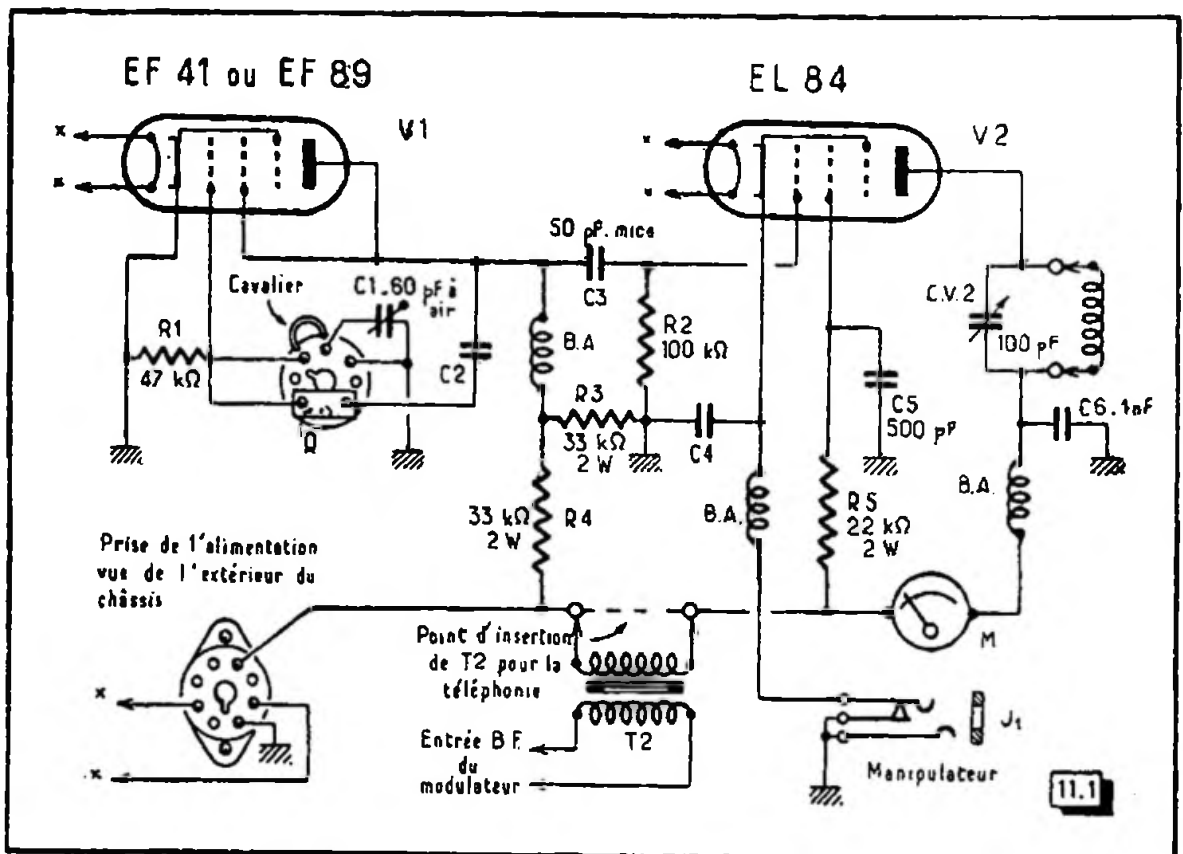 EF 41 ou EF 89
EL 84
V1
V2
x
x
x
50 pF. mica
C3
Cavalier
C1.60 pF à
air
R1
47 kΩ
C2
Q
B.A
R2
100 kΩ
R3
33 kΩ
2 W
C4
C.V.2
100 pF
C5
500 pF
C6.1nF
B.A.
B.A.
33 kΩ
2 W
R4
R5
22 kΩ
2 W
Prise de l'alimentation
vue de l'extérieur du
châssis
Point d'insertion
de T2 pour la
téléphonie
M
x
x
T2
Entrée B F.
du
modulateur
J1
Manipulateur
11.1